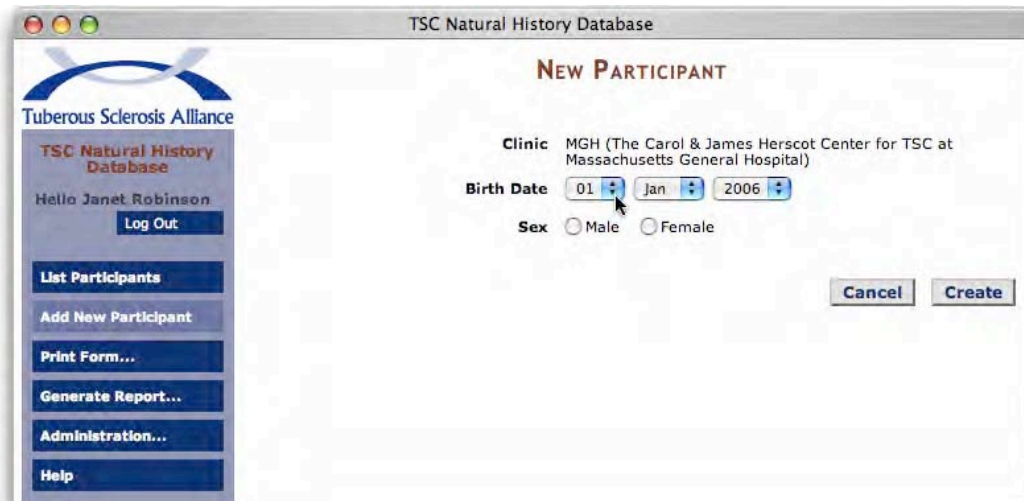 TSC Natural History Database
Tuberous Sclerosis Alliance
TSC Natural History
Database
Hello Janet Robinson
Log Out
List Participants
Add New Participant
Print Form...
Generate Report...
Administration...
Help
NEW PARTICIPANT
Clinic MGH (The Carol & James Herscot Center for TSC at
Massachusetts General Hospital)
Birth Date 01 Jan 2006
Sex Male Female
Cancel Create